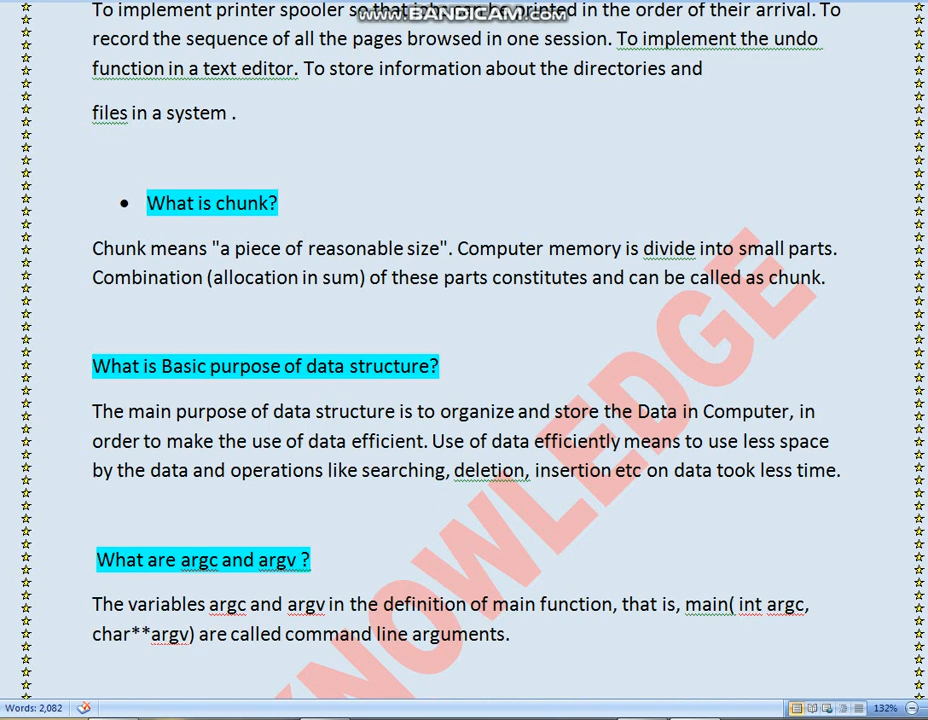 To implement printer spooler so that jobs can be printed in the order of their arrival. To
www.BANDICAM.com
record the sequence of all the pages browsed in one session. To implement the undo
function in a text editor. To store information about the directories and
files in a system .
• What is chunk?
Chunk means "a piece of reasonable size". Computer memory is divide into small parts.
Combination (allocation in sum) of these parts constitutes and can be called as chunk.
What is Basic purpose of data structure?
The main purpose of data structure is to organize and store the Data in Computer, in
order to make the use of data efficient. Use of data efficiently means to use less space
by the data and operations like searching, deletion, insertion etc on data took less time.
What are argc and argv ?
The variables argc and argv in the definition of main function, that is, main( int argc,
char**argv) are called command line arguments.
KNOWLEDGE
Words: 2,082
132%